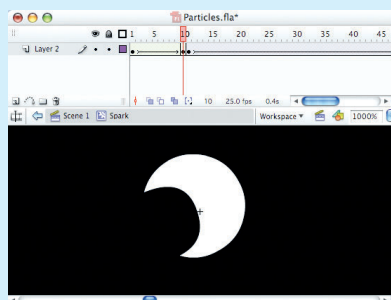 Particles.fla*
1 5 10 15 20 25 30 35 40 45
Layer 2
10 25.0 fps 0.4s
Scene 1 Spark Workspace 1000%